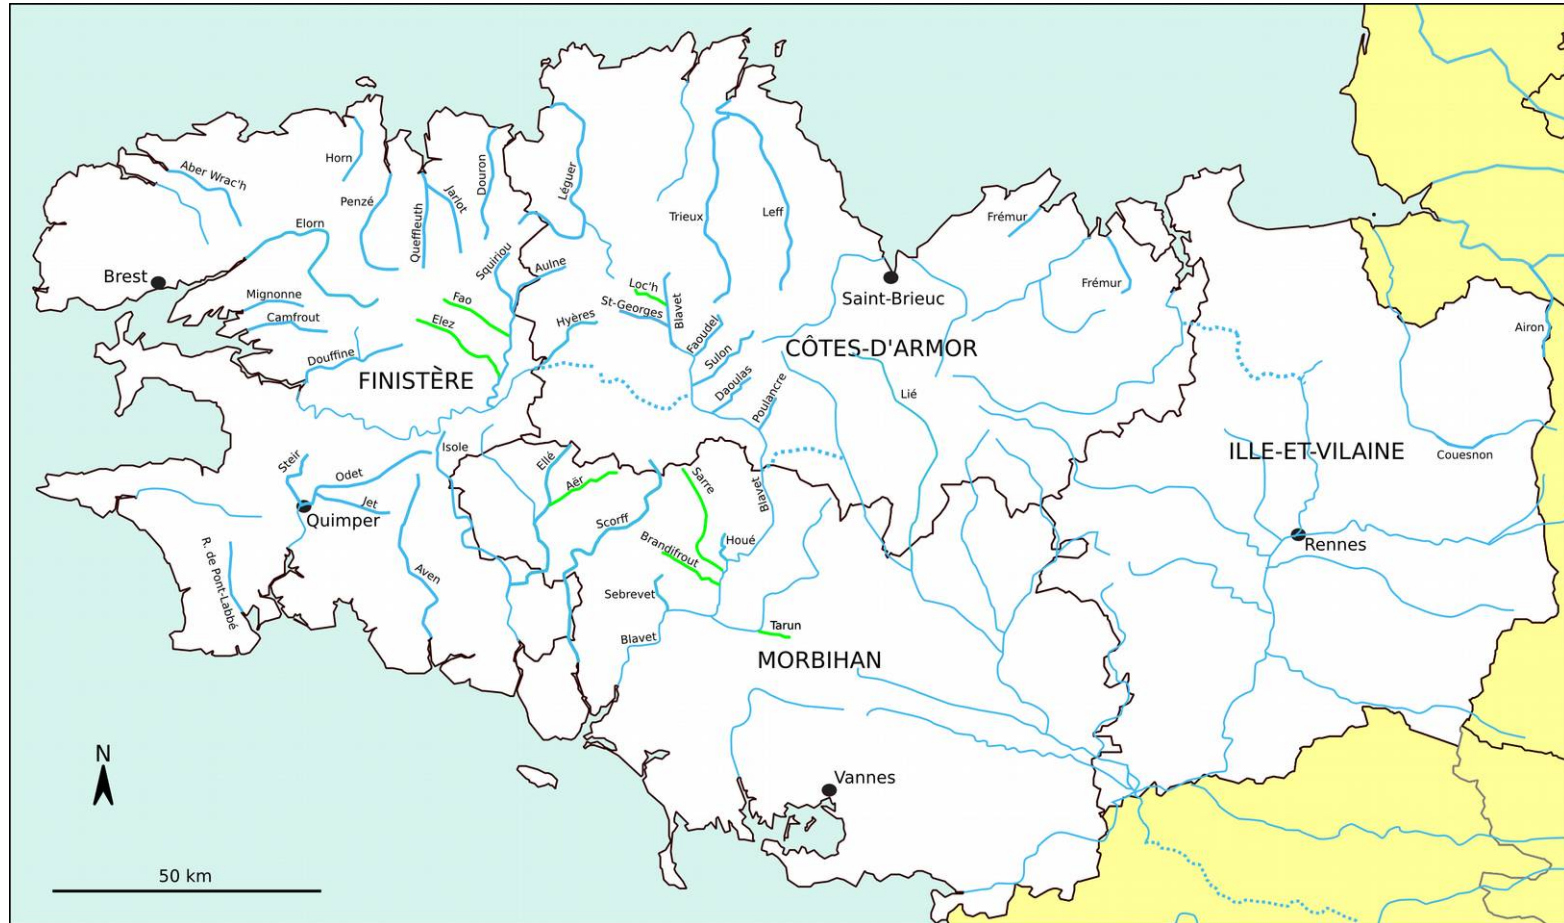 Aber Wrac'h
Horn
Penzé
Queffleuth
Jarlot
Douron
Léguer
Trieux
Leff
Frémur
Frémur
Elorn
Brest
Mignonne
Camfrout
Douffine
Squiriou
Aulne
Fao
Elez
Hyères
Loc'h
St-Georges
Blavet
Faoudel
Sulon
Daoulas
Poulancre
Saint-Brieuc
CÔTES-D'ARMOR
FINISTÈRE
Lié
Airon
ILLE-ET-VILAINE
Couesnon
Rennes
Steir
Odet
Jet
Quimper
Isole
Ellé
Aër
Scorff
Sarre
Blavet
Houé
Brandifrout
R. de Pont-Labbé
Aven
Sebrevet
Blavet
Tarun
MORBIHAN
Vannes
N
50 km